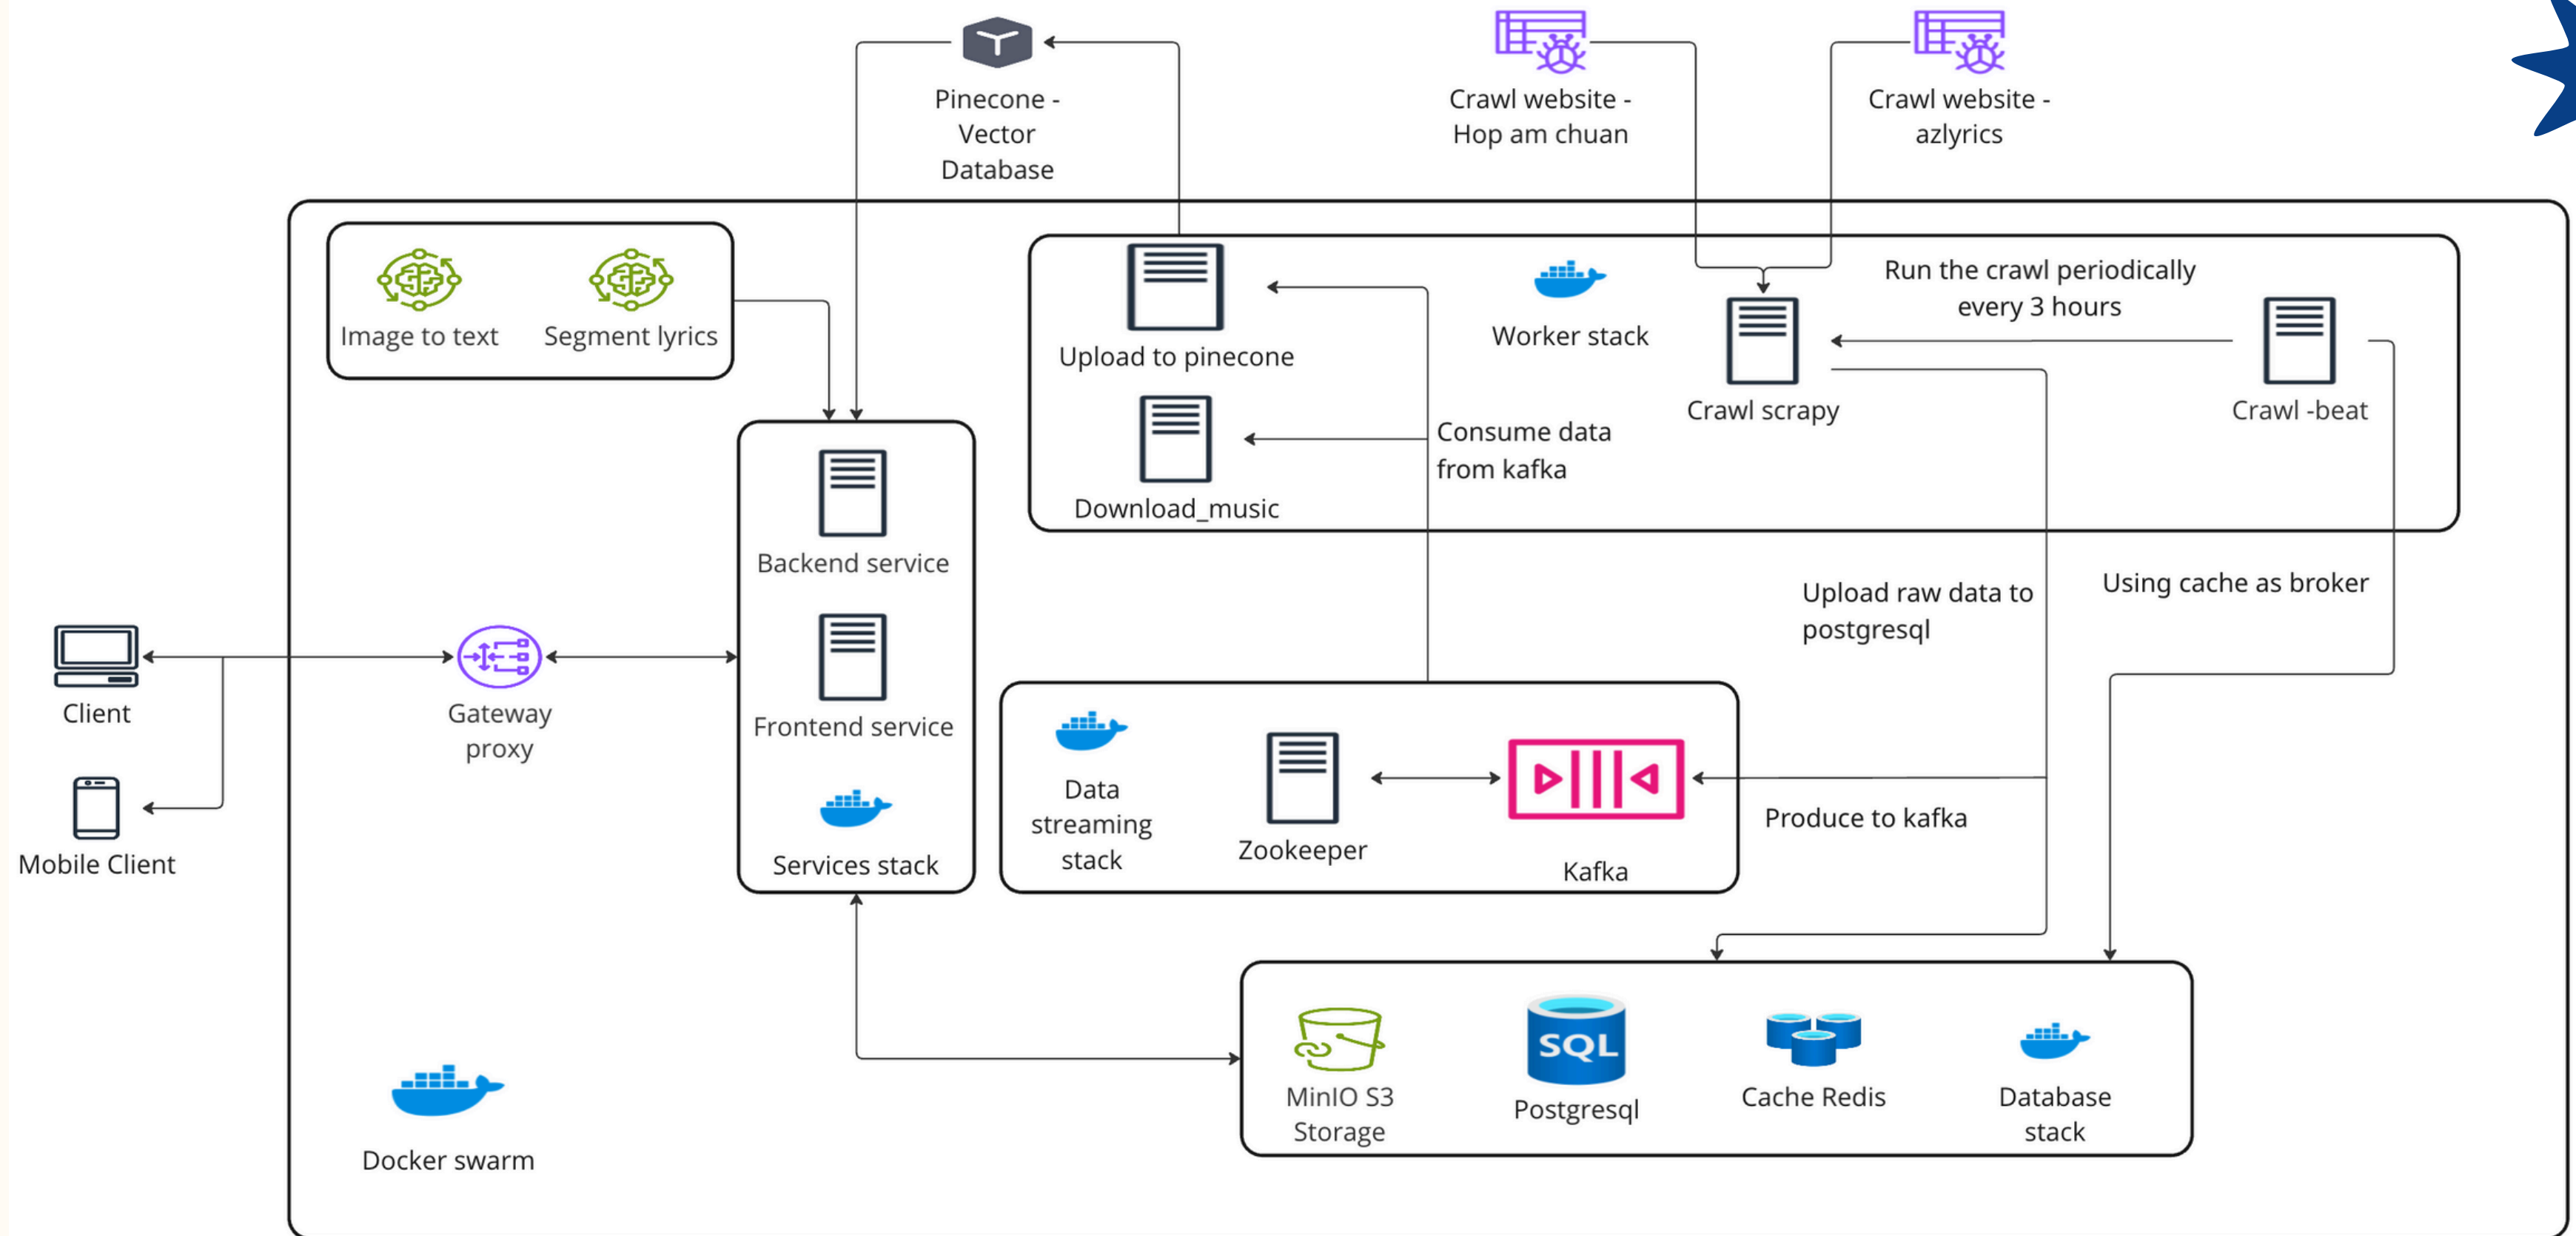 Pinecone -
Vector
Database
Crawl website -
Hop am chuan
Crawl website -
azlyrics
Image to text
Segment lyrics
Upload to pinecone
Download_music
Worker stack
Consume data
from kafka
Crawl scrapy
Run the crawl periodically
every 3 hours
Crawl -beat
Backend service
Frontend service
Services stack
Client
Mobile Client
Gateway
proxy
Upload raw data to
postgresql
Using cache as broker
Data
streaming
stack
Zookeeper
Kafka
Produce to kafka
SQL
MinIO S3
Storage
Postgresql
Cache Redis
Database
stack
Docker swarm